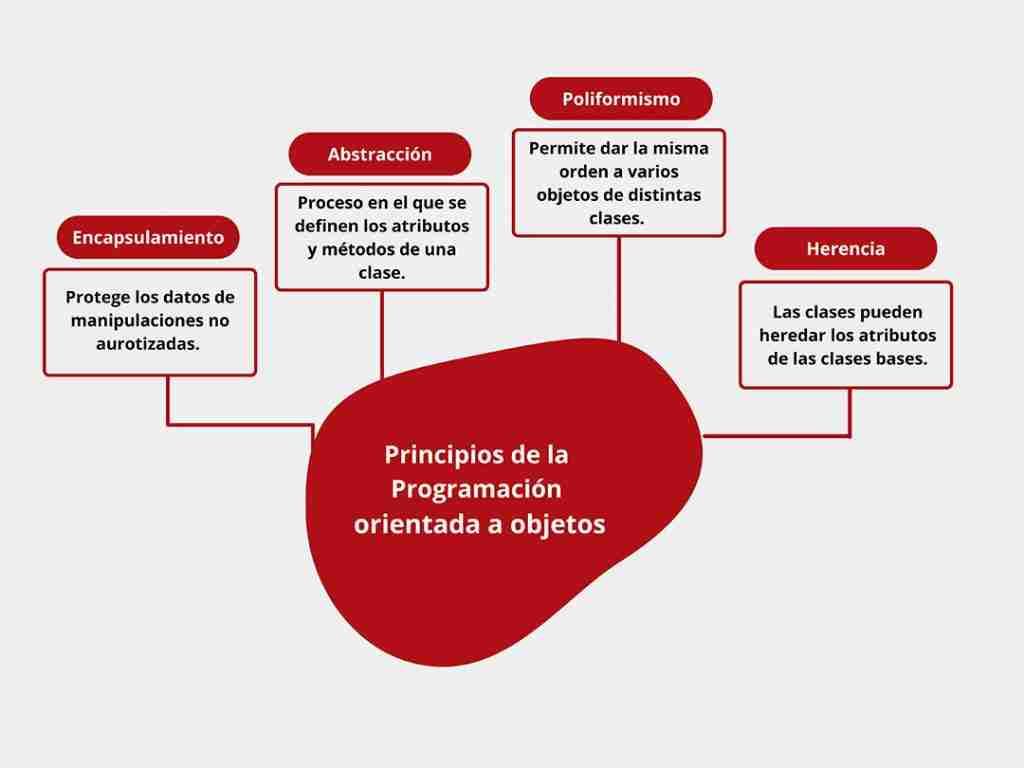 Poliformismo
Permite dar la misma
orden a varios
objetos de distintas
clases.
Abstracción
Proceso en el que se
definen los atributos
y métodos de una
clase.
Encapsulamiento
Protege los datos de
manipulaciones no
aurotizadas.
Herencia
Las clases pueden
heredar los atributos
de las clases bases.
Principios de la
Programación
orientada a objetos